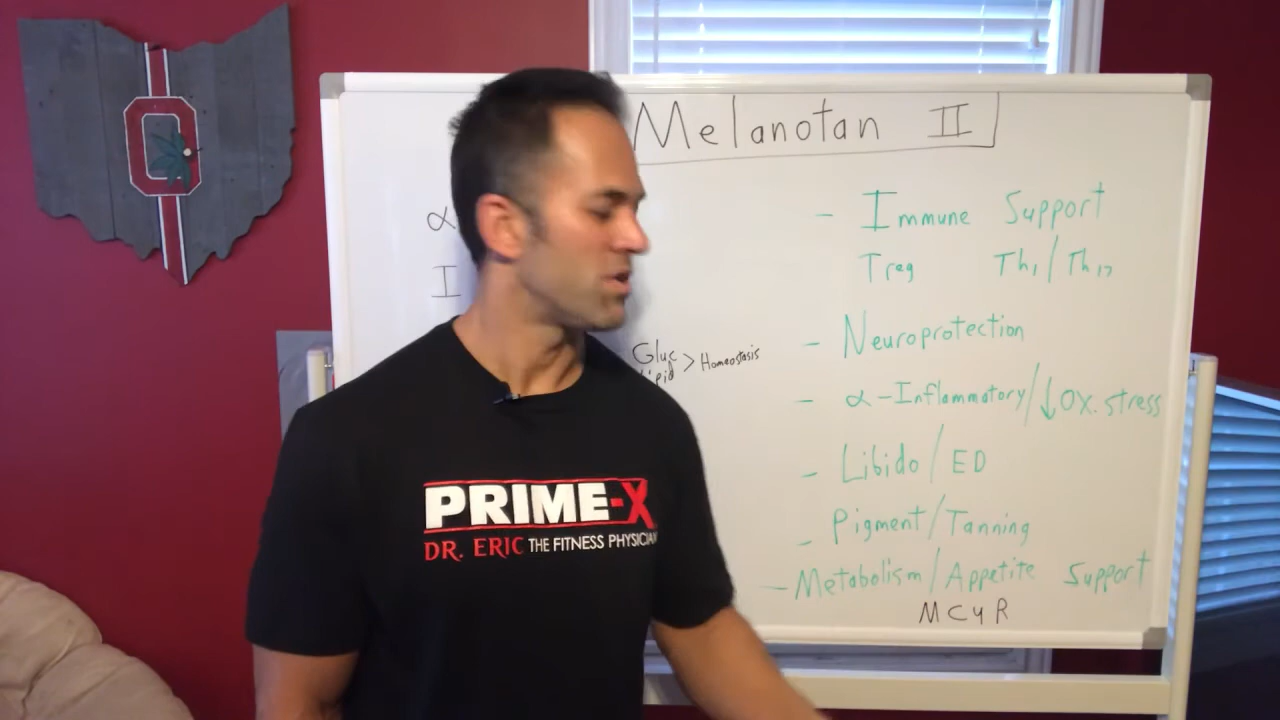 Melanotan II
α
I
Gluc
lipid > Homeostasis
- Immune Support
Treg Th1/Th17
- Neuroprotection
- α-Inflammatory/↓Ox. stress
- Libido/ED
- Pigment/Tanning
- Metabolism/Appetite Support
MC4R
O
PRIME-X
DR. ERIC THE FITNESS PHYSICIAN